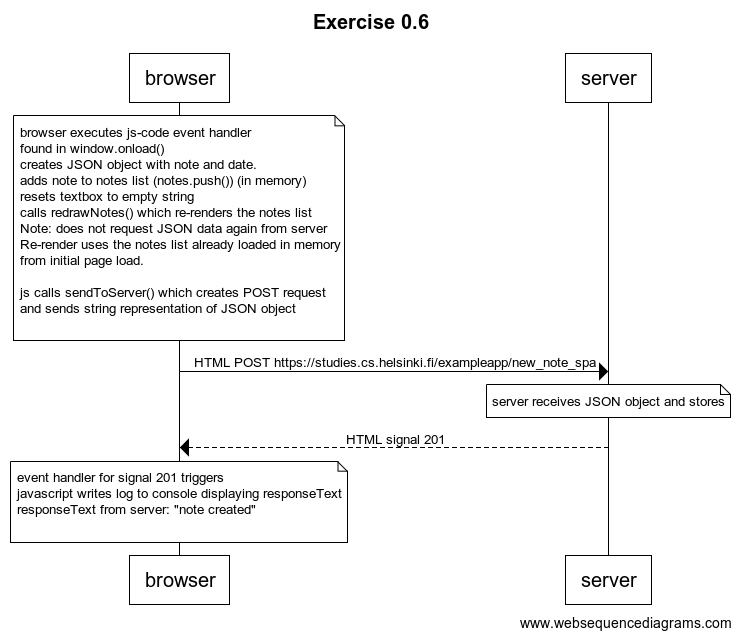 Exercise 0.6
browser
server
browser executes js-code event handler
found in window.onload()
creates JSON object with note and date.
adds note to notes list (notes.push()) (in memory)
resets textbox to empty string
calls redrawNotes() which re-renders the notes list
Note: does not request JSON data again from server
Re-render uses the notes list already loaded in memory
from initial page load.
js calls sendToServer() which creates POST request
and sends string representation of JSON object
HTML POST https://studies.cs.helsinki.fi/exampleapp/new_note_spa
server receives JSON object and stores
HTML signal 201
event handler for signal 201 triggers
javascript writes log to console displaying responseText
responseText from server: "note created"
browser
server
www.websequencediagrams.com